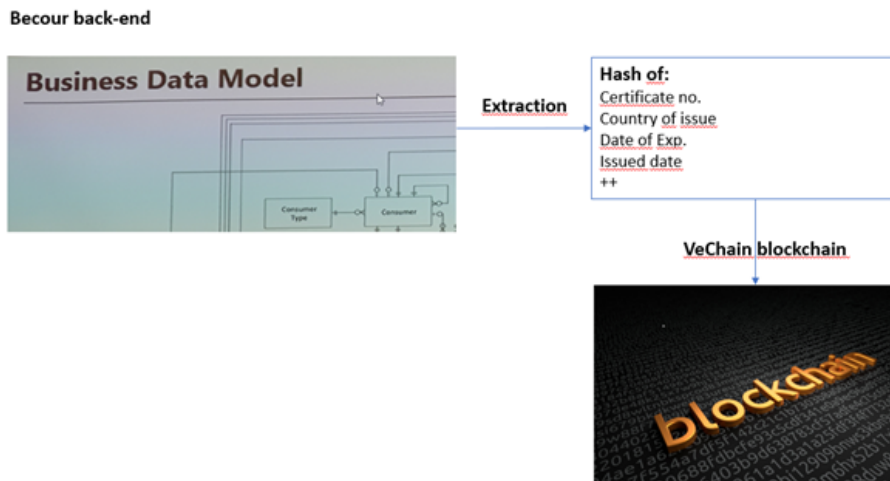 Becour back-end
Business Data Model
Consumer
Type
Consumer
Extraction
Hash of:
Certificate no.
Country of issue
Date of Exp.
Issued date
++
VeChain blockchain
blockchain